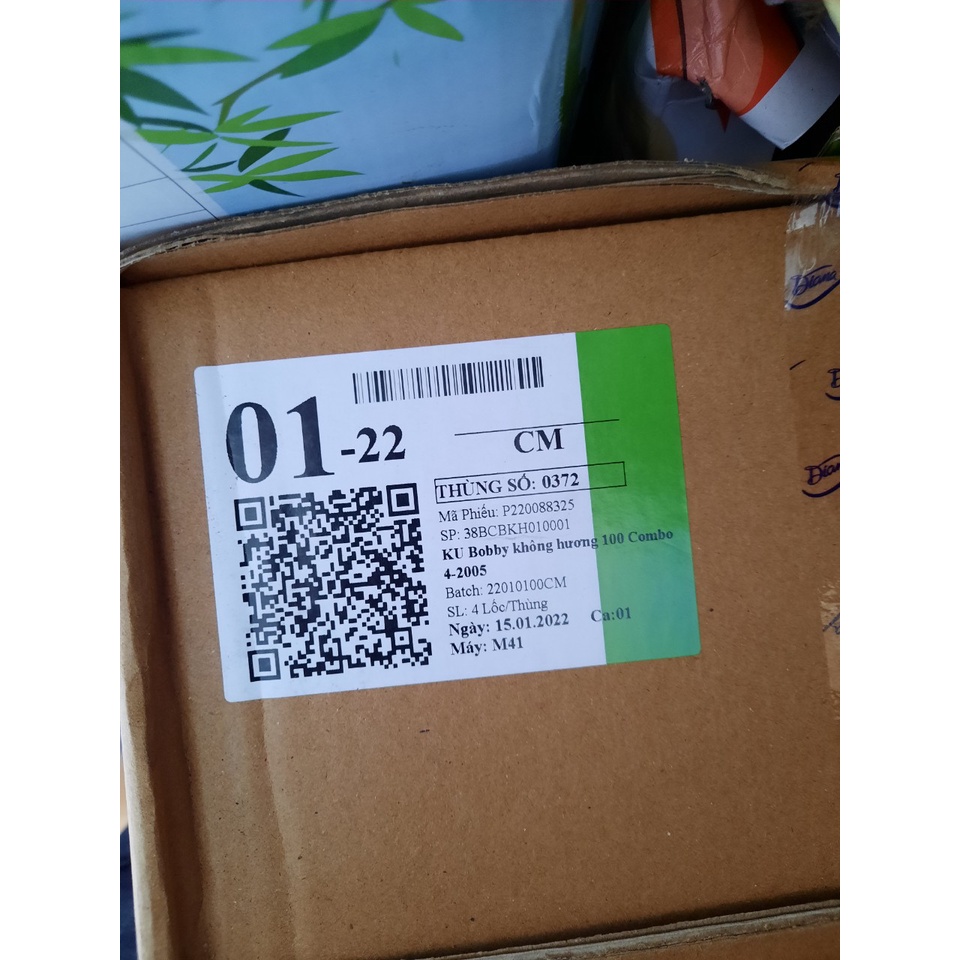 01-22
CM
THÙNG SỐ: 0372
Mã Phiếu: P220088325
SP: 38BCBKH010001
KU Bobby không hương 100 Combo
4-2005
Batch: 22010100CM
SL: 4 Lốc/Thùng
Ngày: 15.01.2022 Ca:01
Máy: M41
Diana